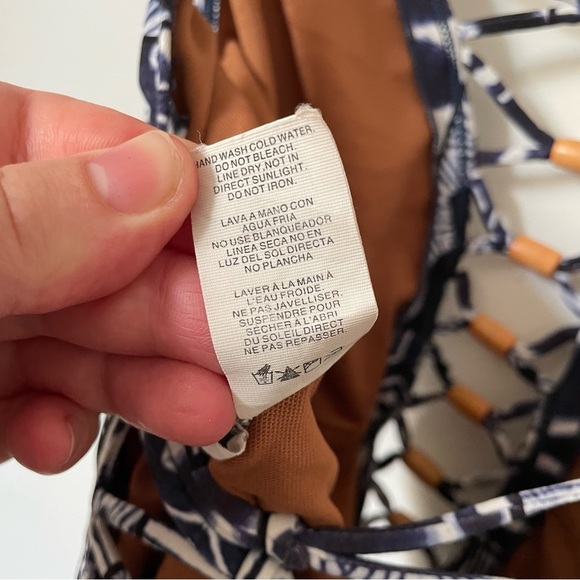 HAND WASH COLD WATER.
DO NOT BLEACH.
LINE DRY, NOT IN
DIRECT SUNLIGHT.
DO NOT IRON.
LAVA A MANO CON
AGUA FRIA
NO USE BLANQUEADOR
LINEA SECA NO EN
LUZ DEL SOL DIRECTA
NO PLANCHA
LAVER À LA MAIN À
L'EAU FROIDE.
NE PAS JAVELLISER.
SUSPENDRE POUR
SÉCHER À L'ABRI
DU SOLEIL DIRECT
NE PAS REPASSER.